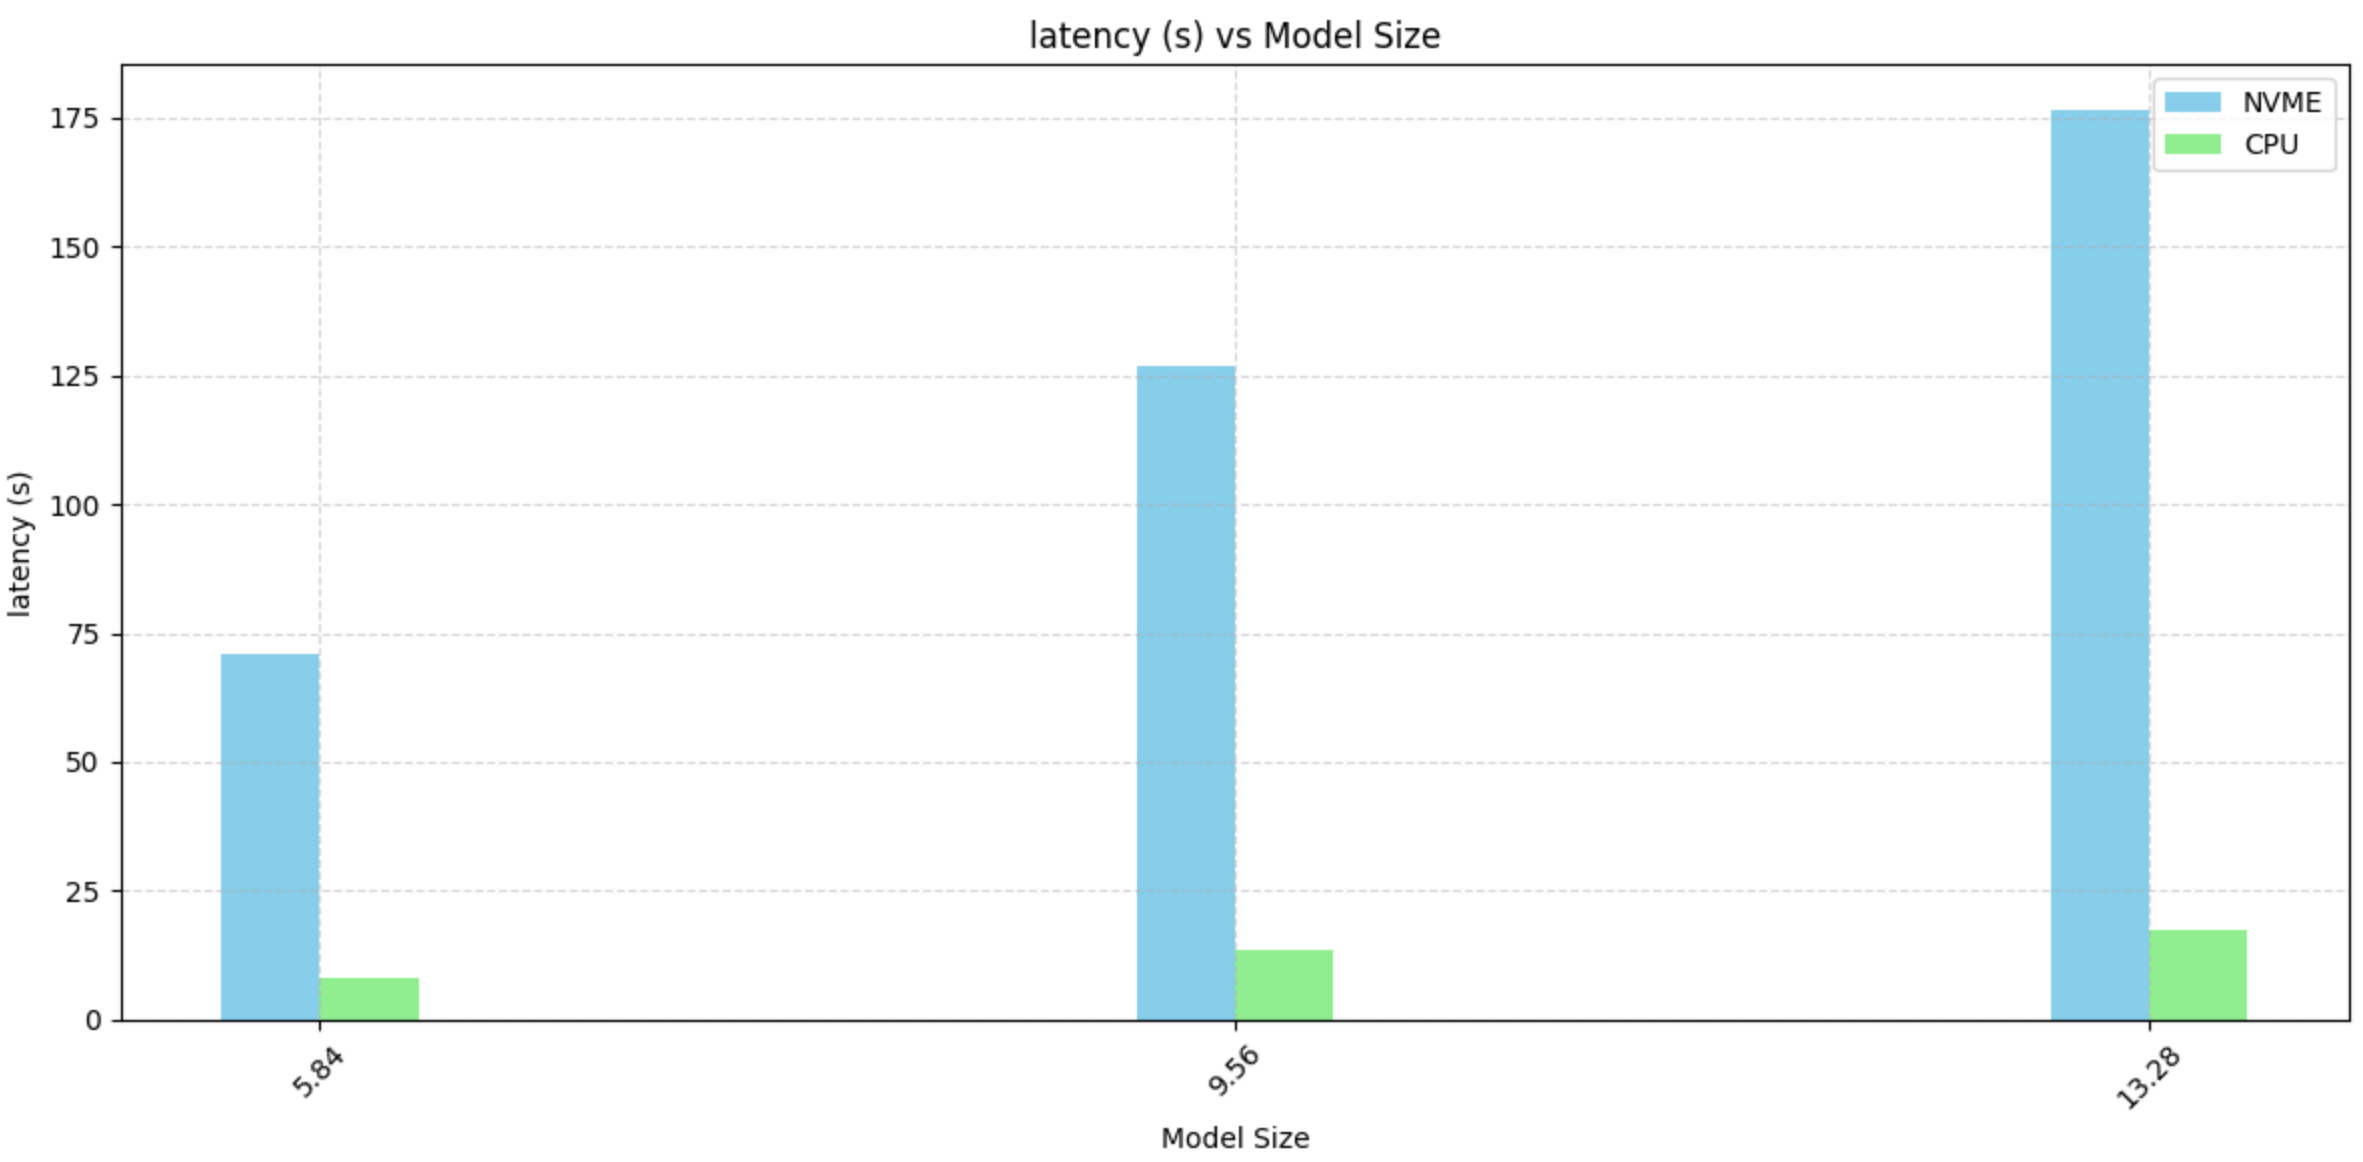 latency (s) vs Model Size
NVME
CPU
175
150
125
100
75
50
25
0
latency (s)
5.84
9.56
13.28
Model Size